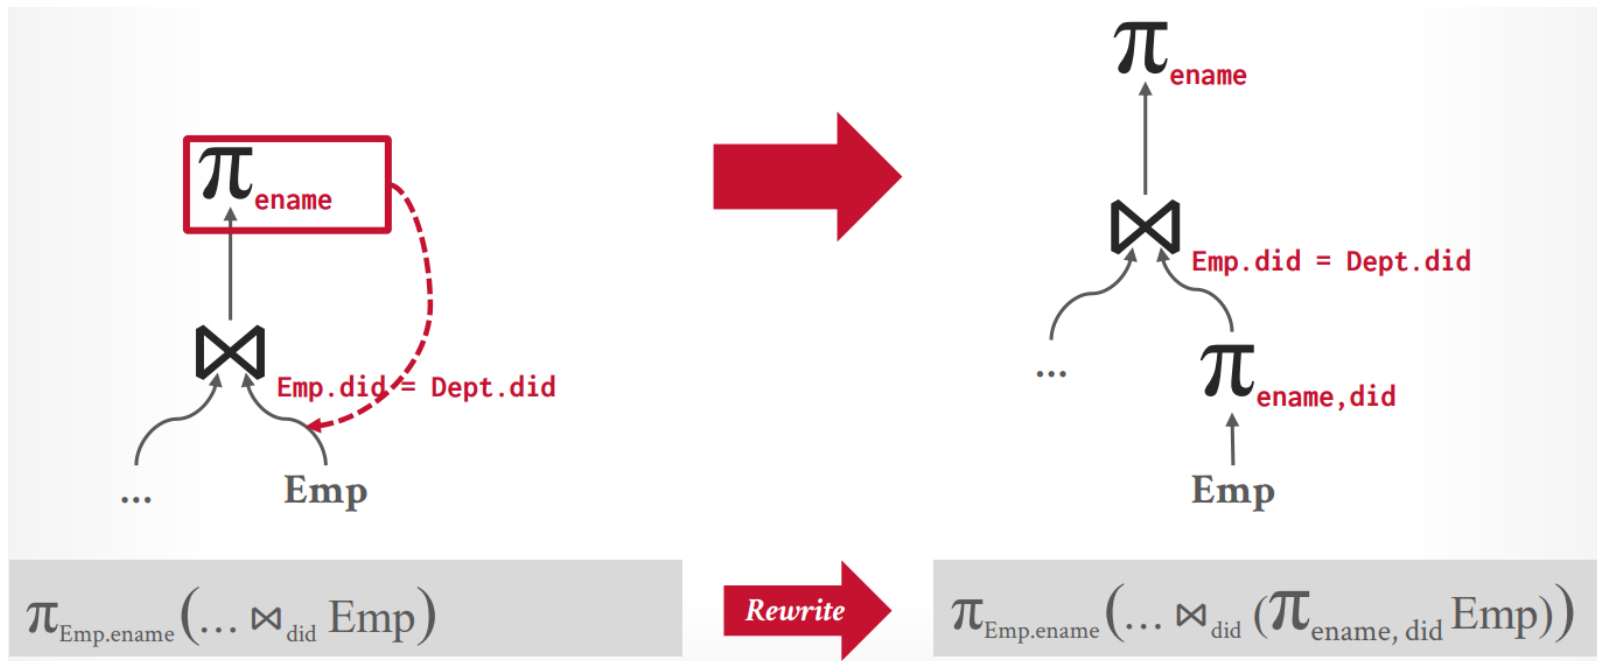 π ename
⋈ Emp.did = Dept.did
... Emp
π ename
⋈ Emp.did = Dept.did
... π ename,did
Emp
π Emp.ename (... ⋈ did Emp)
Rewrite
π Emp.ename (... ⋈ did (π ename, did Emp))